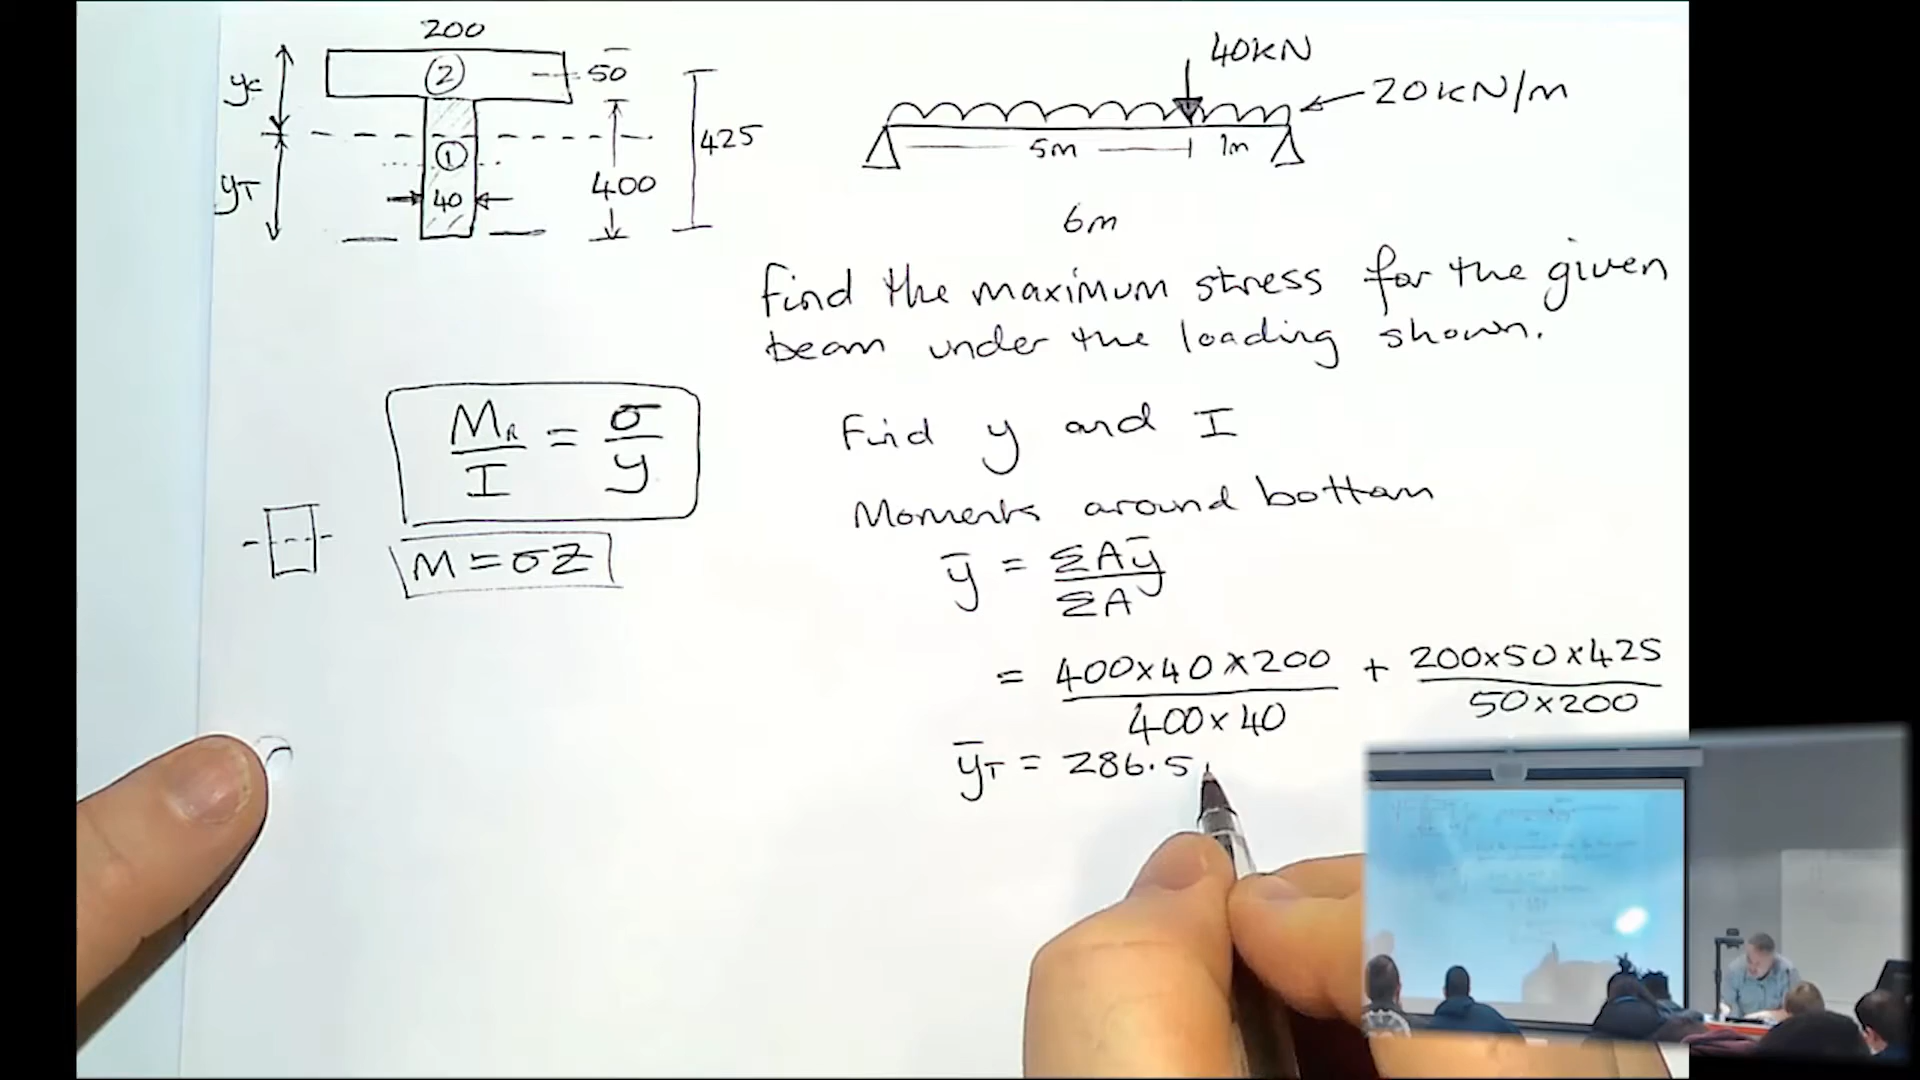 200
yc
②
50
①
yT
40
400
425
40kN
20kN/m
5m
1m
6m
Find the maximum stress for the given
beam under the loading shown.
M_R / I = σ / y
M = σZ
Find y and I
Moments around bottom
ȳ = ΣAȳ / ΣA
= 400×40×200 / 400×40 + 200×50×425 / 50×200
ȳT = 286.5